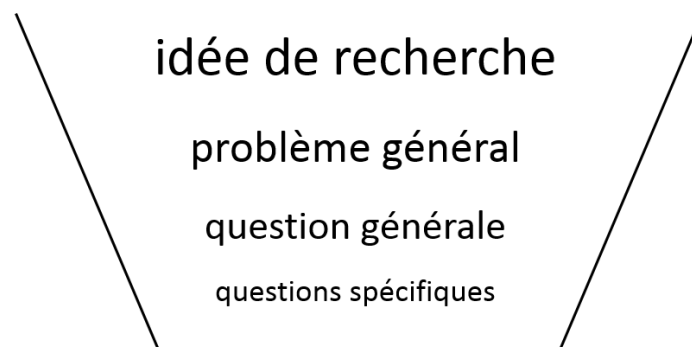 idée de recherche
problème général
question générale
questions spécifiques